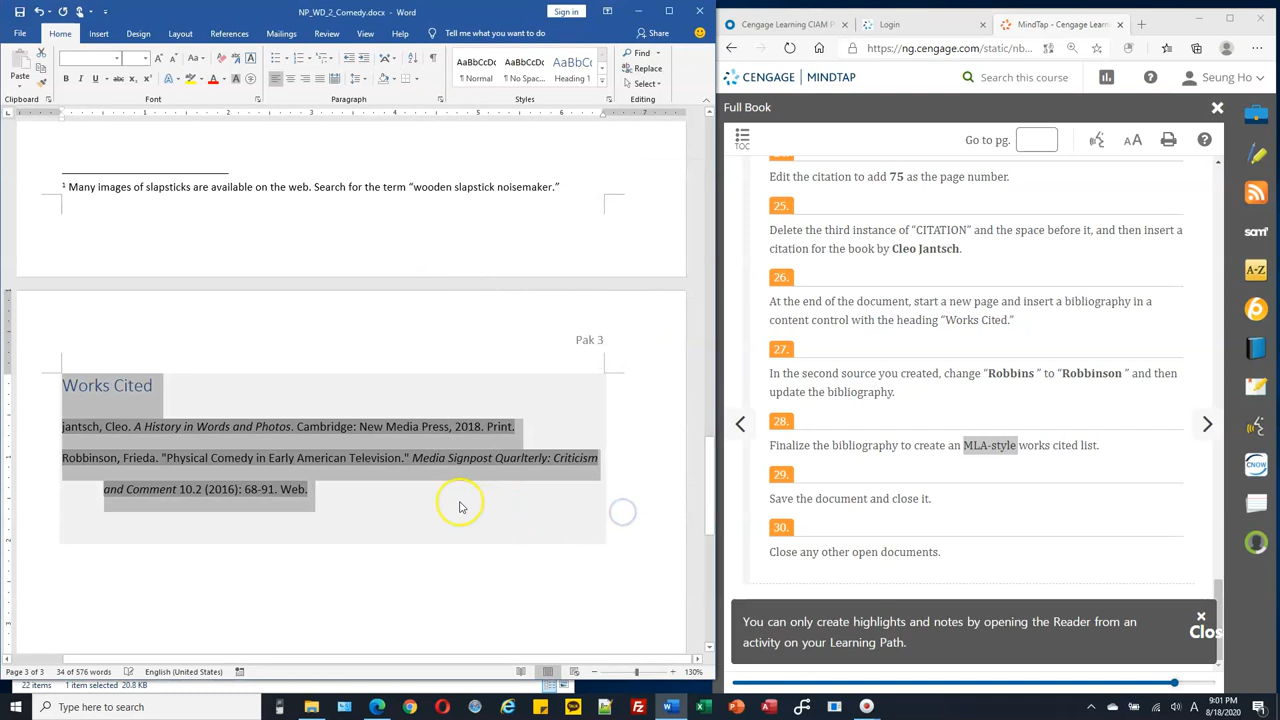 NP_WD_2_Comedy.docx - Word
Sign in
File Home Insert Design Layout References Mailings Review View Help Tell me what you want to do
Paste
Clipboard
Font
Paragraph
AaBbCcDc AaBbCcDc AaBbCc
¶ Normal ¶ No Spac... Heading 1
Styles
Find
Replace
Select
Editing
1 Many images of slapsticks are available on the web. Search for the term “wooden slapstick noisemaker.”
Pak 3
Works Cited
Jantsch, Cleo. A History in Words and Photos. Cambridge: New Media Press, 2018. Print.
Robbinson, Frieda. "Physical Comedy in Early American Television." Media Signpost Quarlterly: Criticism
and Comment 10.2 (2016): 68-91. Web.
Page 3 of 3 34 of 576 words English (United States) 130%
22 items 1 item selected 20.8 KB
Cengage Learning CIAM P
Login
MindTap - Cengage Learn
https://ng.cengage.com/static/nb...
CENGAGE | MINDTAP
Search this course
Seung Ho
Full Book
TOC
Go to pg.
AA
Edit the citation to add 75 as the page number.
25.
Delete the third instance of “CITATION” and the space before it, and then insert a
citation for the book by Cleo Jantsch.
26.
At the end of the document, start a new page and insert a bibliography in a
content control with the heading “Works Cited.”
27.
In the second source you created, change “Robbins ” to “Robbinson ” and then
update the bibliography.
28.
Finalize the bibliography to create an MLA-style works cited list.
29.
Save the document and close it.
30.
Close any other open documents.
You can only create highlights and notes by opening the Reader from an
activity on your Learning Path.
Clos
sam
A-Z
CNOW
Type here to search
9:01 PM
8/18/2020